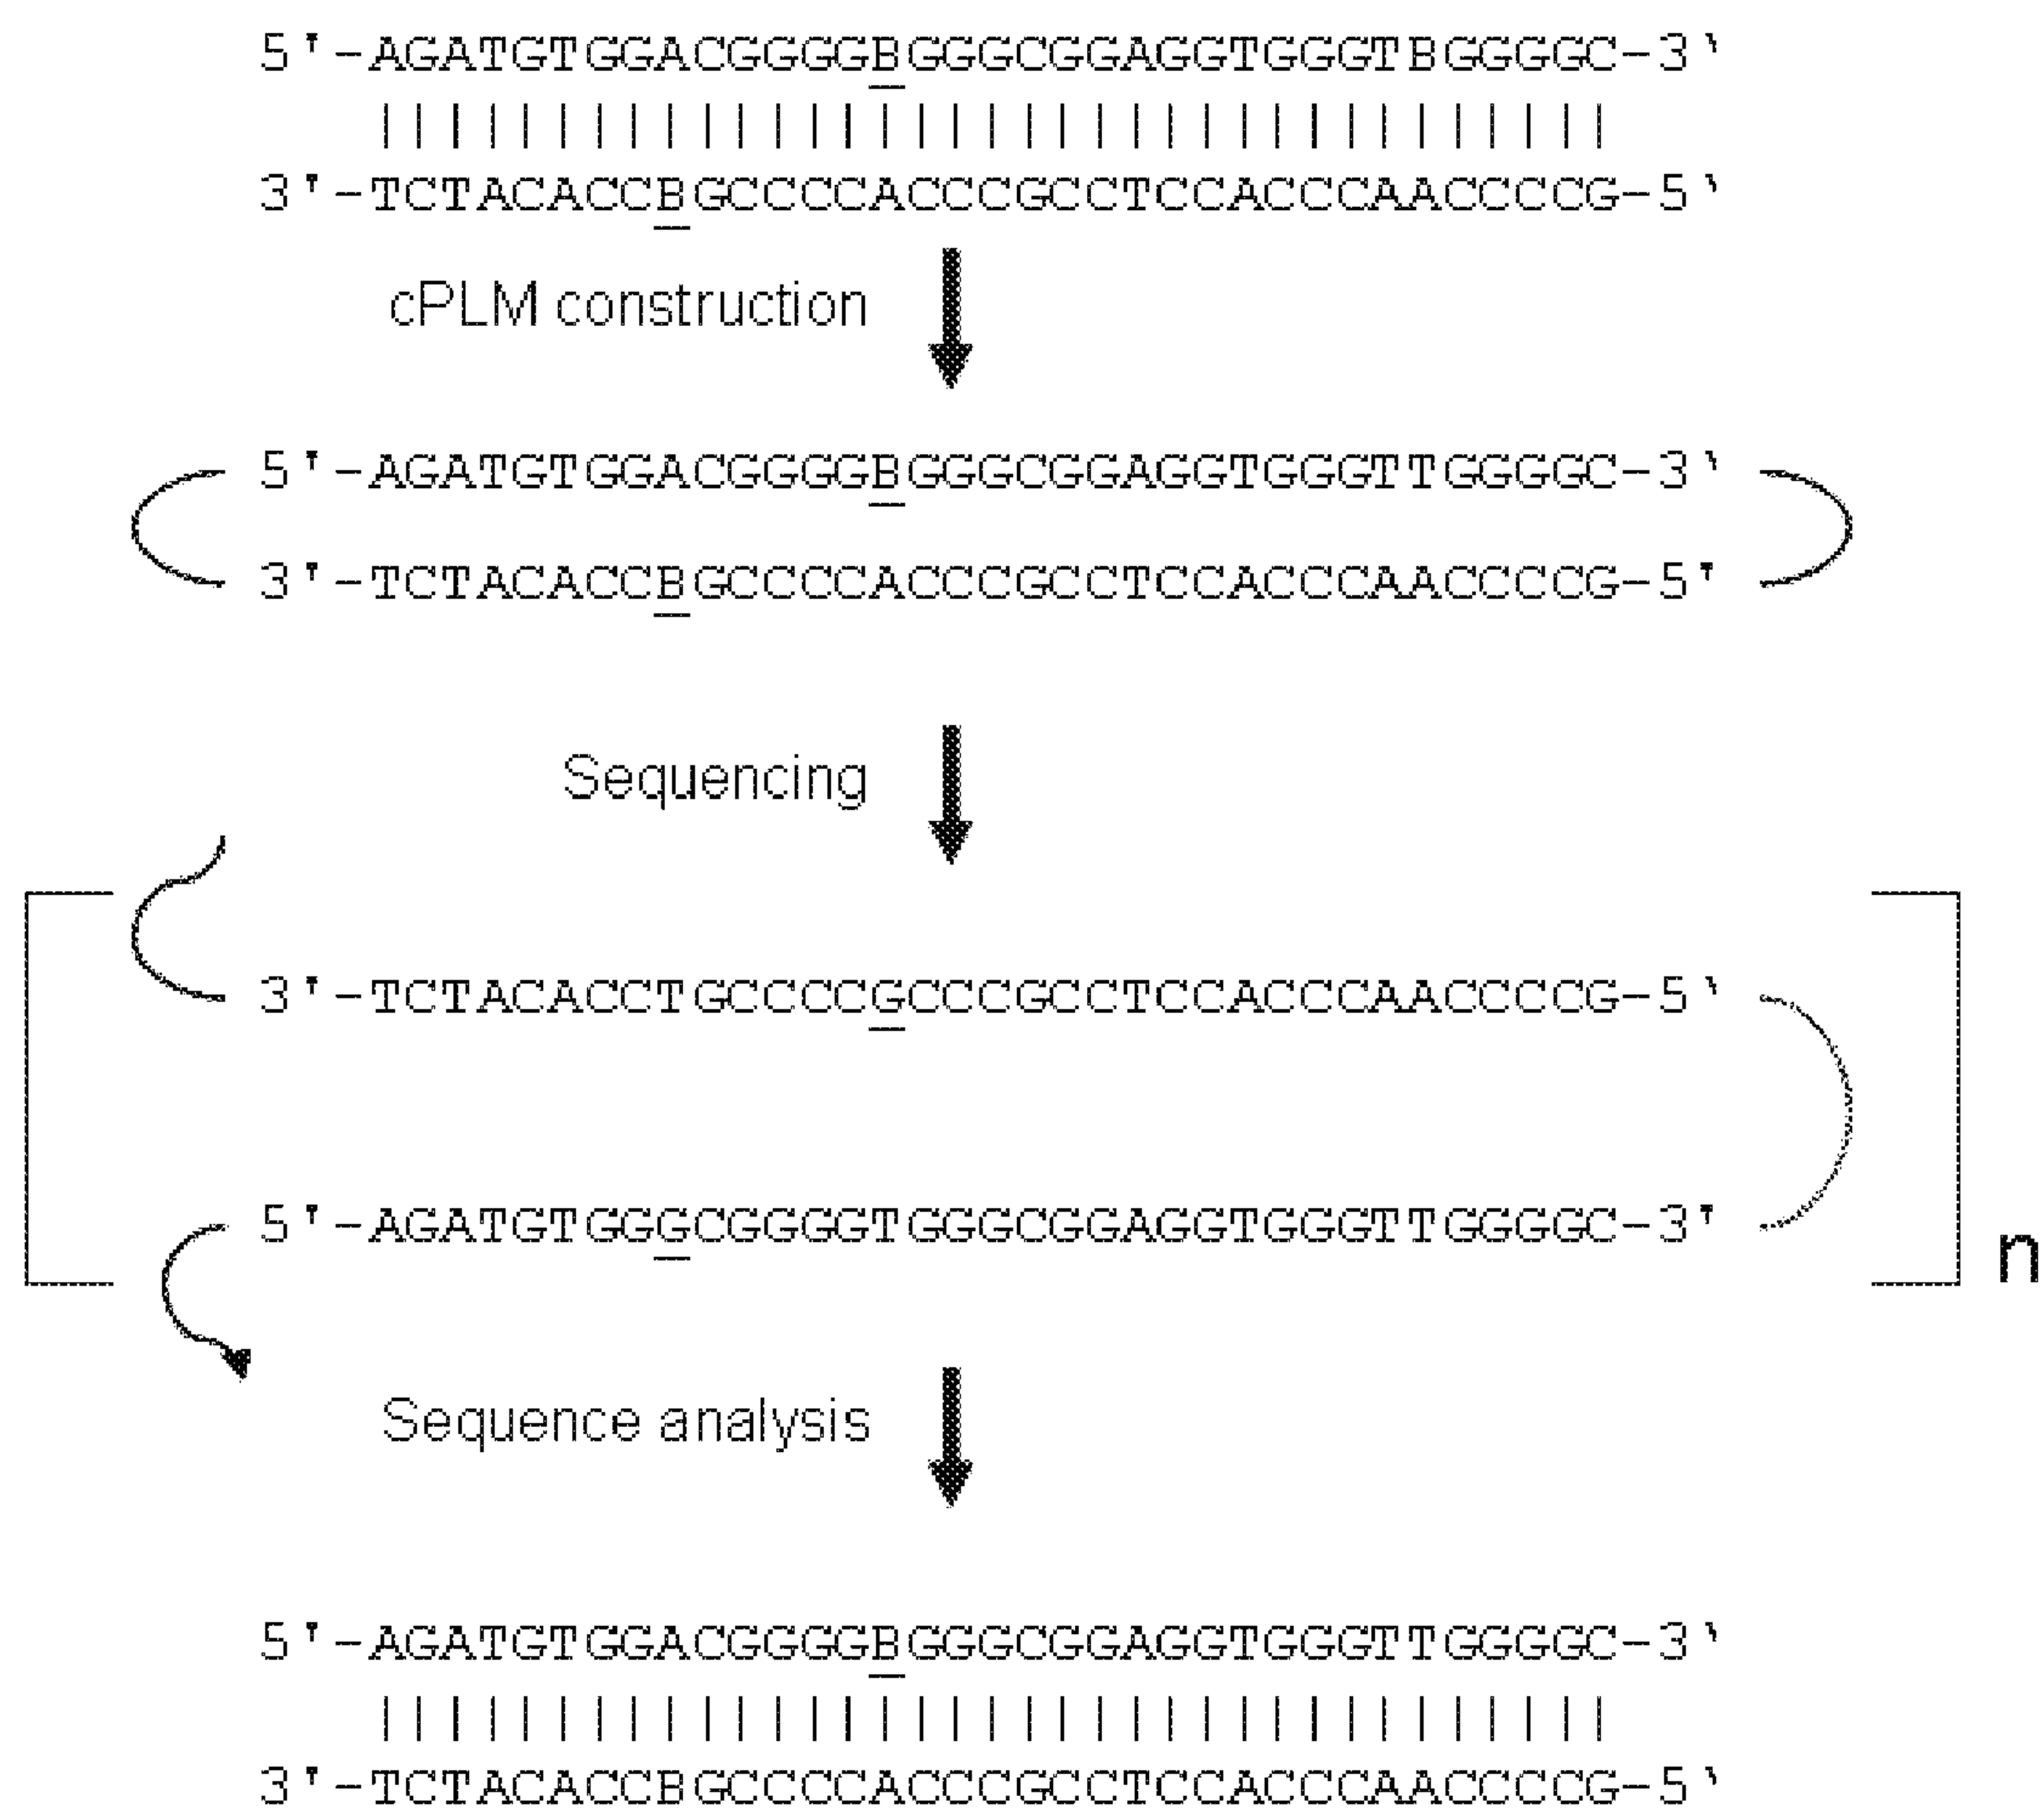 5'-AGATGTGGACGGGGBGGGCGGAGGTGGGTBGGGGC-3'
3'-TCTACACCBGCCCCACCCGCCTCCACCCAACCCCG-5'
cPLM construction
5'-AGATGTGGACGGGGBGGGCGGAGGTGGGTTGGGGC-3'
3'-TCTACACCBGCCCCACCCGCCTCCACCCAACCCCG-5'
Sequencing
3'-TCTACACCTGCCCCGCCCGCCTCCACCCAACCCCG-5'
5'-AGATGTGGGCGGGGTGGGCGGAGGTGGGTTGGGGC-3'
n
Sequence analysis
5'-AGATGTGGACGGGGBGGGCGGAGGTGGGTTGGGGC-3'
3'-TCTACACCBGCCCCACCCGCCTCCACCCAACCCCG-5'